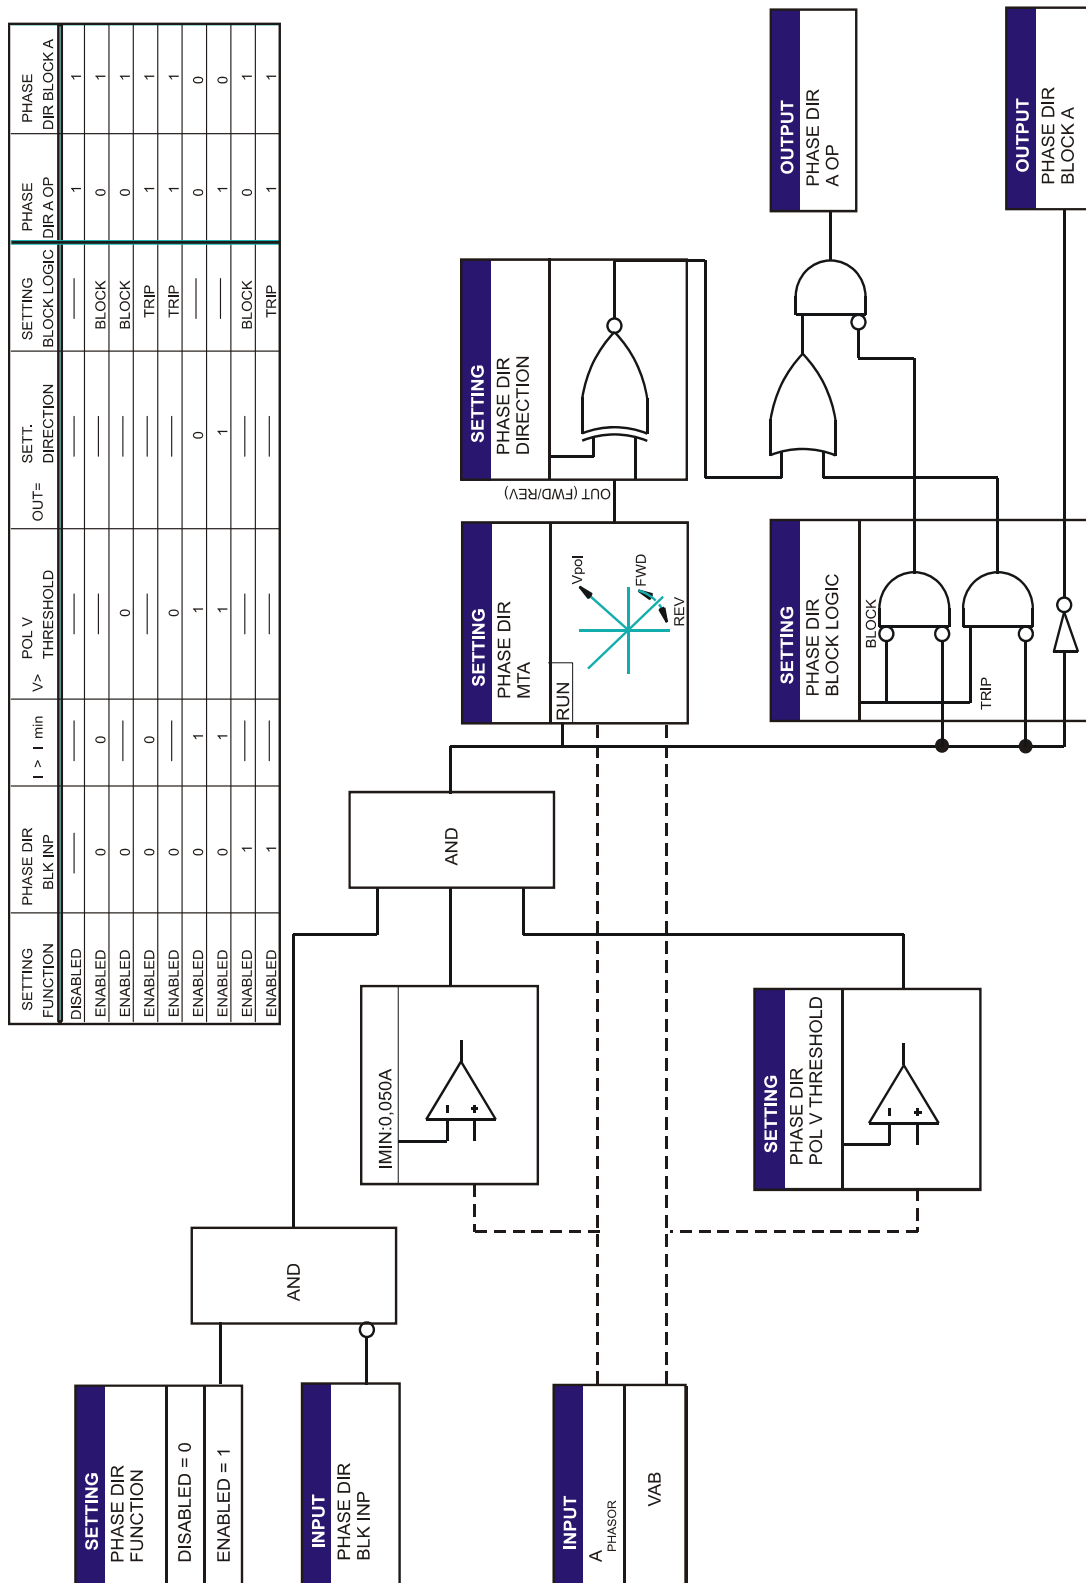 SETTING FUNCTION | PHASE DIR BLK INP | I > I min | V> POL V THRESHOLD | OUT= SETT. DIRECTION | SETTING BLOCK LOGIC | PHASE DIR A OP | PHASE DIR BLOCK A
DISABLED | —— | —— | —— | —— | —— | 1 | 1
ENABLED | 0 | 0 | —— | —— | BLOCK | 0 | 1
ENABLED | 0 | —— | 0 | —— | BLOCK | 0 | 1
ENABLED | 0 | 0 | —— | —— | TRIP | 1 | 1
ENABLED | 0 | —— | 0 | —— | TRIP | 1 | 1
ENABLED | 0 | 1 | 1 | 0 | —— | 0 | 0
ENABLED | 0 | 1 | 1 | 1 | —— | 1 | 0
ENABLED | 1 | —— | —— | —— | BLOCK | 0 | 1
ENABLED | 1 | —— | —— | —— | TRIP | 1 | 1
SETTING
PHASE DIR
FUNCTION
DISABLED = 0
ENABLED = 1
INPUT
PHASE DIR
BLK INP
AND
INPUT
A PHASOR
VAB
IMIN:0,050A
-
+
SETTING
PHASE DIR
POL V THRESHOLD
-
+
AND
SETTING
PHASE DIR
MTA
RUN
Vpol
FWD
REV
OUT (FWD/REV)
SETTING
PHASE DIR
DIRECTION
SETTING
PHASE DIR
BLOCK LOGIC
BLOCK
TRIP
OUTPUT
PHASE DIR
A OP
OUTPUT
PHASE DIR
BLOCK A